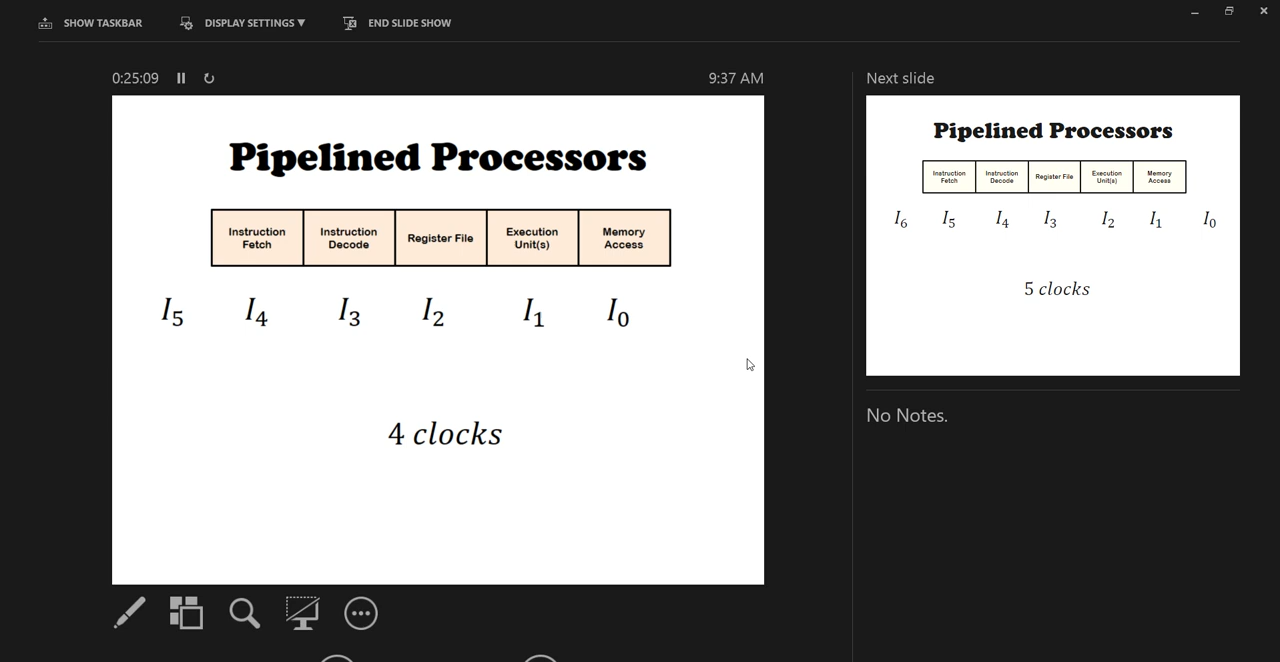 SHOW TASKBAR DISPLAY SETTINGS ▼ END SLIDE SHOW
0:25:09 9:37 AM
Pipelined Processors
Instruction Fetch Instruction Decode Register File Execution Unit(s) Memory Access
I₅ I₄ I₃ I₂ I₁ I₀
4 clocks
Next slide
Pipelined Processors
Instruction Fetch Instruction Decode Register File Execution Unit(s) Memory Access
I₆ I₅ I₄ I₃ I₂ I₁ I₀
5 clocks
No Notes.